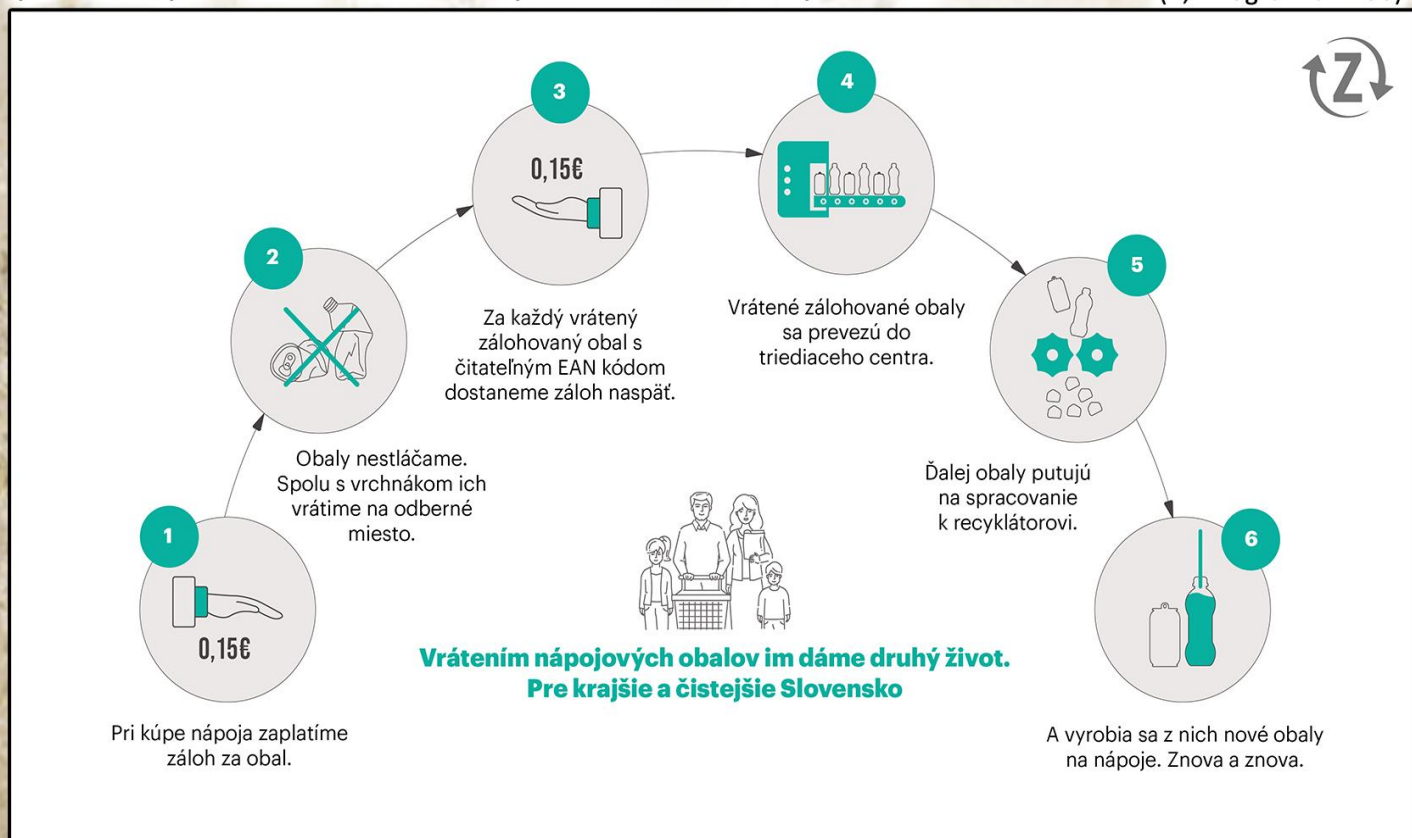 1
0,15€
Pri kúpe nápoja zaplatíme
záloh za obal.
2
Obaly nestláčame.
Spolu s vrchnákom ich
vrátime na odberné
miesto.
3
0,15€
Za každý vrátený
zálohovaný obal s
čitateľným EAN kódom
dostaneme záloh naspäť.
4
Vrátené zálohované obaly
sa prevezú do
triediaceho centra.
5
Ďalej obaly putujú
na spracovanie
k recyklátorovi.
6
A vyrobia sa z nich nové obaly
na nápoje. Znova a znova.
Vrátením nápojových obalov im dáme druhý život.
Pre krajšie a čistejšie Slovensko
Z